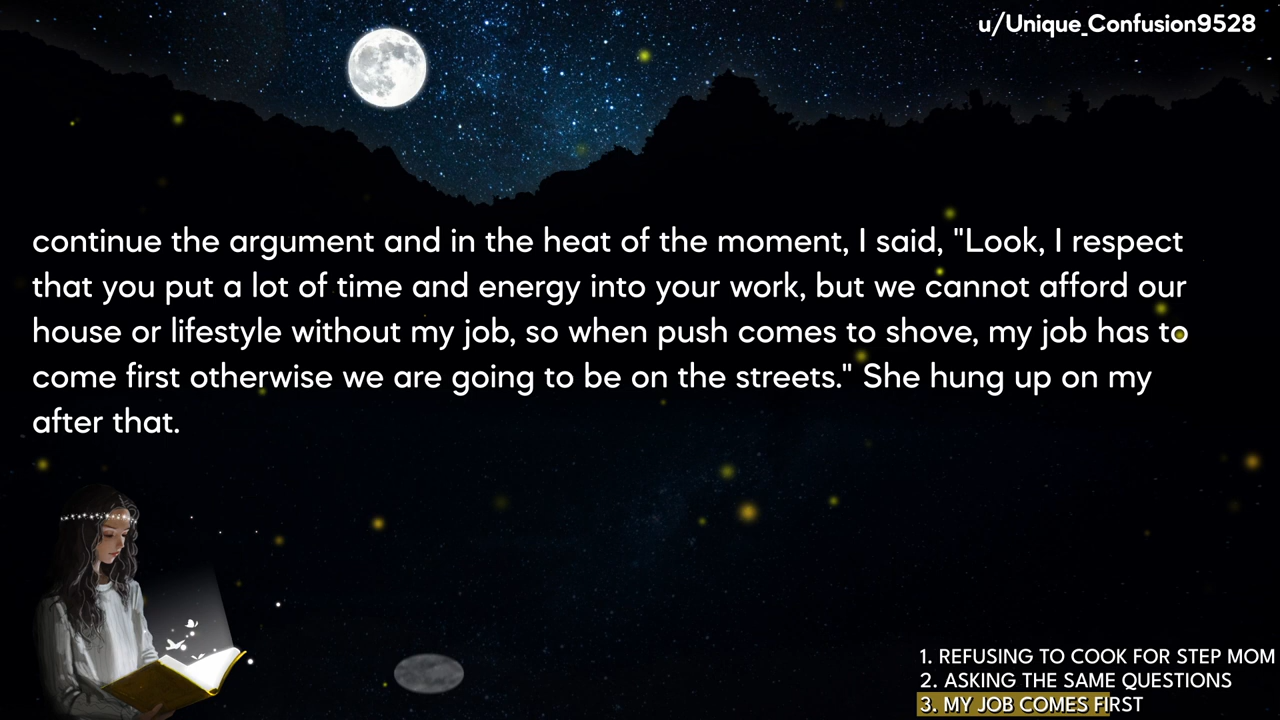 u/Unique_Confusion9528
continue the argument and in the heat of the moment, I said, "Look, I respect
that you put a lot of time and energy into your work, but we cannot afford our
house or lifestyle without my job, so when push comes to shove, my job has to
come first otherwise we are going to be on the streets." She hung up on my
after that.
1. REFUSING TO COOK FOR STEP MOM
2. ASKING THE SAME QUESTIONS
3. MY JOB COMES FIRST